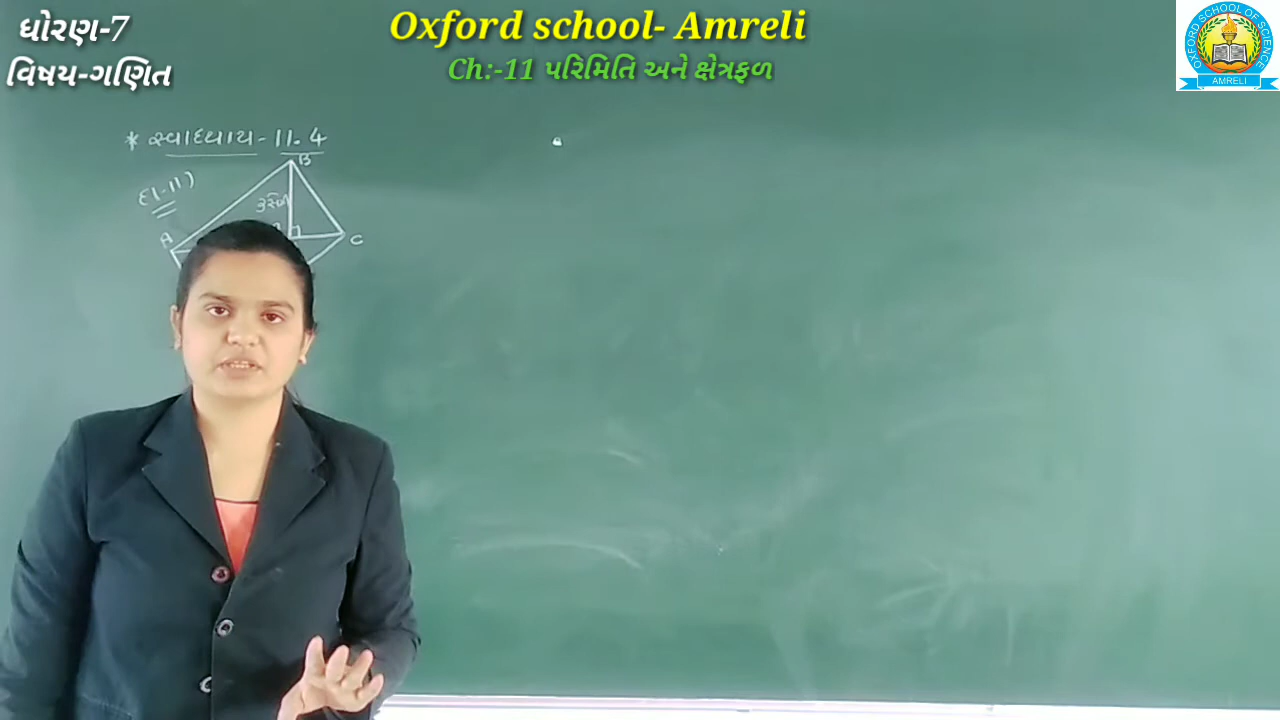 ધોરણ-7
વિષય-ગણિત
Oxford school- Amreli
Ch:-11 પરિમિતિ અને ક્ષેત્રફળ
OXFORD SCHOOL OF SCIENCE
AMRELI
* સ્વાધ્યાય - 11.4
B
A
C